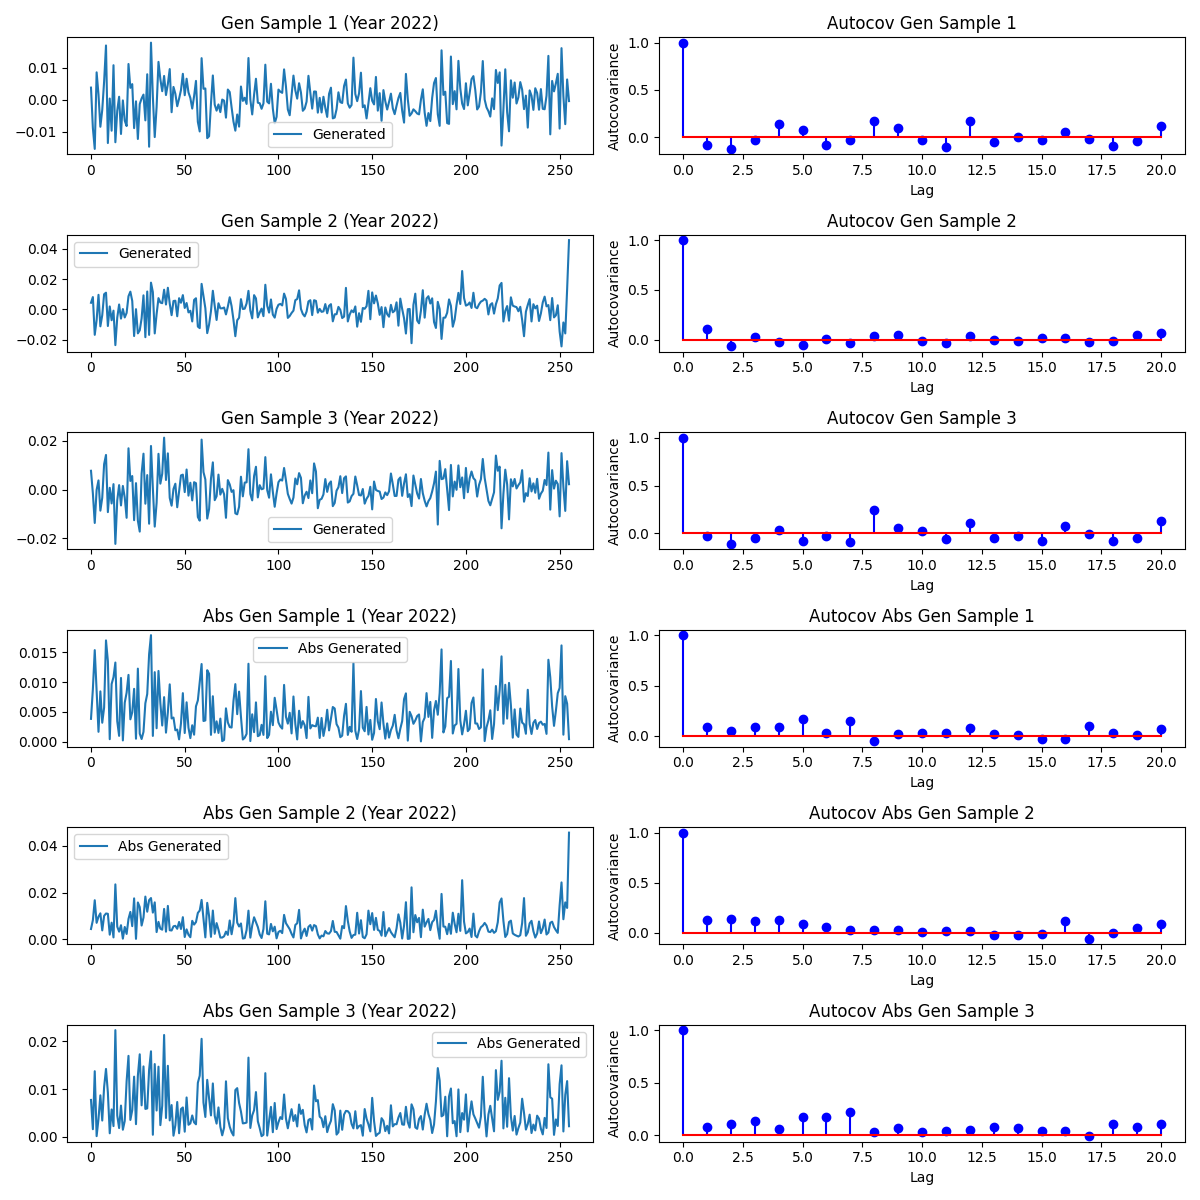 Gen Sample 1 (Year 2022)
0.01
0.00
−0.01
Generated
0 50 100 150 200 250
Autocov Gen Sample 1
Autocovariance
1.0
0.5
0.0
0.0 2.5 5.0 7.5 10.0 12.5 15.0 17.5 20.0
Lag
Gen Sample 2 (Year 2022)
Generated
0.04
0.02
0.00
−0.02
0 50 100 150 200 250
Autocov Gen Sample 2
Autocovariance
1.0
0.5
0.0
0.0 2.5 5.0 7.5 10.0 12.5 15.0 17.5 20.0
Lag
Gen Sample 3 (Year 2022)
0.02
0.00
−0.02
Generated
0 50 100 150 200 250
Autocov Gen Sample 3
Autocovariance
1.0
0.5
0.0
0.0 2.5 5.0 7.5 10.0 12.5 15.0 17.5 20.0
Lag
Abs Gen Sample 1 (Year 2022)
Abs Generated
0.015
0.010
0.005
0.000
0 50 100 150 200 250
Autocov Abs Gen Sample 1
Autocovariance
1.0
0.5
0.0
0.0 2.5 5.0 7.5 10.0 12.5 15.0 17.5 20.0
Lag
Abs Gen Sample 2 (Year 2022)
Abs Generated
0.04
0.02
0.00
0 50 100 150 200 250
Autocov Abs Gen Sample 2
Autocovariance
1.0
0.5
0.0
0.0 2.5 5.0 7.5 10.0 12.5 15.0 17.5 20.0
Lag
Abs Gen Sample 3 (Year 2022)
Abs Generated
0.02
0.01
0.00
0 50 100 150 200 250
Autocov Abs Gen Sample 3
Autocovariance
1.0
0.5
0.0
0.0 2.5 5.0 7.5 10.0 12.5 15.0 17.5 20.0
Lag